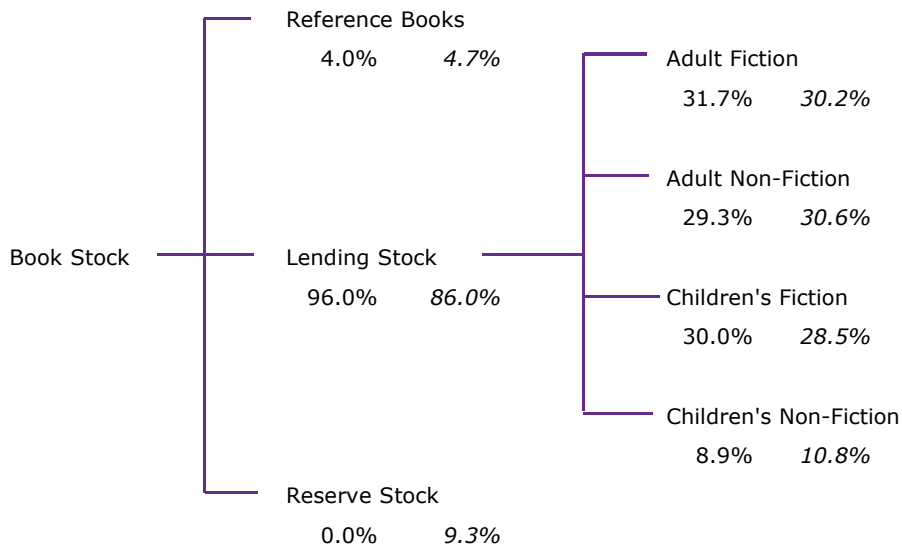 Reference Books
4.0% 4.7%
Adult Fiction
31.7% 30.2%
Adult Non-Fiction
29.3% 30.6%
Book Stock
Lending Stock
96.0% 86.0%
Children's Fiction
30.0% 28.5%
Children's Non-Fiction
8.9% 10.8%
Reserve Stock
0.0% 9.3%